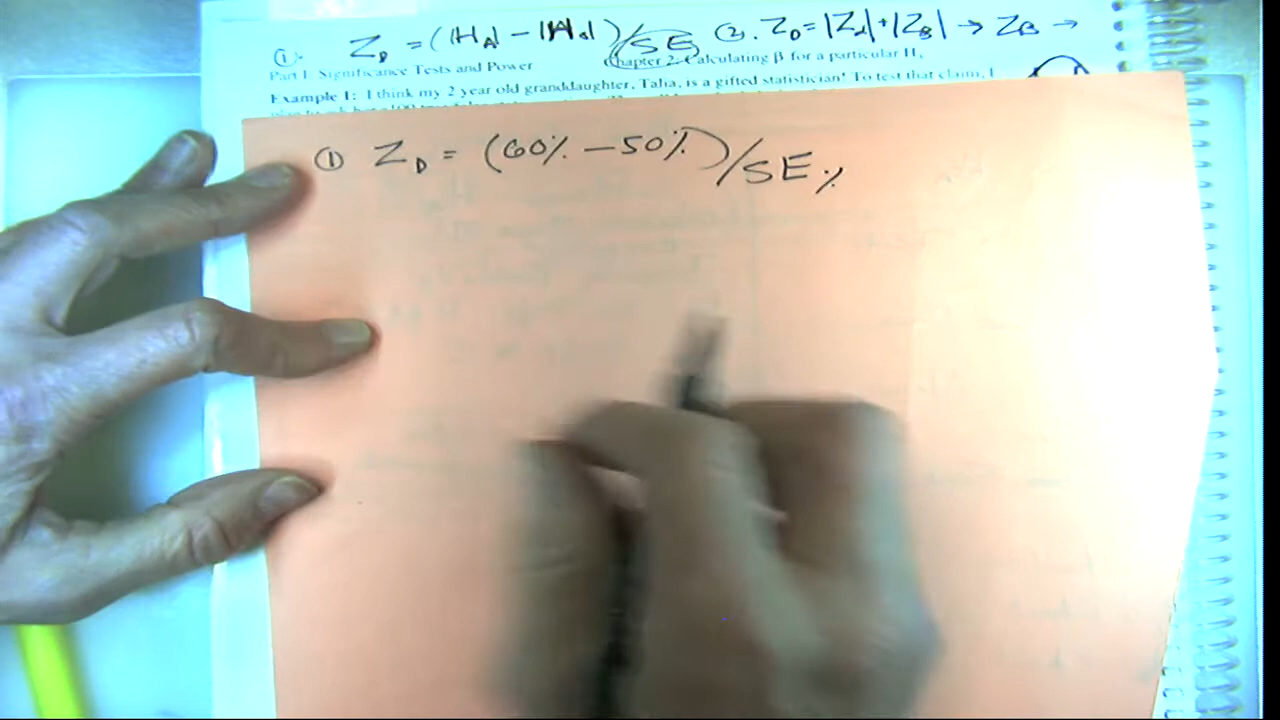 ① Z_D = (|H_A| − |H_0|)/SE ②. Z_D = |Z_α| + |Z_β| → Z_β →
Chapter 2: Calculating β for a particular H₁
Part I: Significance Tests and Power
Example 1: I think my 2 year old granddaughter, Talia, is a gifted statistician! To test that claim, I
① Z_D = (60% − 50%)/SE%